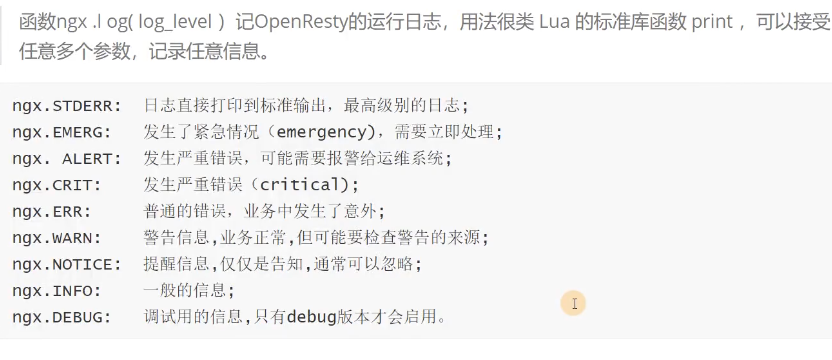 函数ngx .l og( log_level ）记OpenResty的运行日志，用法很类 Lua 的标准库函数 print ，可以接受
任意多个参数，记录任意信息。
ngx.STDERR: 日志直接打印到标准输出，最高级别的日志;
ngx.EMERG: 发生了紧急情况（emergency)，需要立即处理;
ngx. ALERT: 发生严重错误，可能需要报警给运维系统;
ngx.CRIT: 发生严重错误（critical);
ngx.ERR: 普通的错误，业务中发生了意外;
ngx.WARN: 警告信息,业务正常,但可能要检查警告的来源;
ngx.NOTICE: 提醒信息,仅仅是告知,通常可以忽略;
ngx.INFO: 一般的信息;
ngx.DEBUG: 调试用的信息,只有debug版本才会启用。